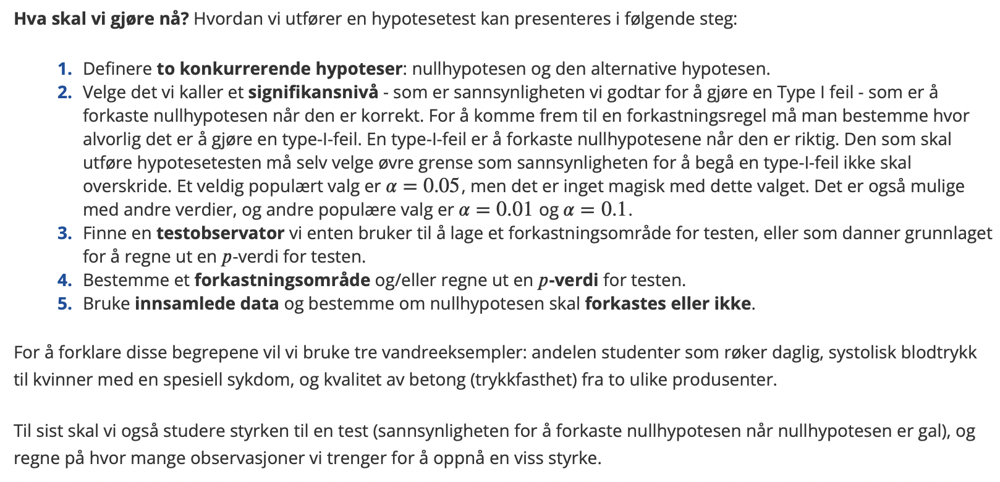 Hva skal vi gjøre nå? Hvordan vi utfører en hypotesetest kan presenteres i følgende steg:
1. Definere to konkurrerende hypoteser: nullhypotesen og den alternative hypotesen.
2. Velge det vi kaller et signifikansnivå - som er sannsynligheten vi godtar for å gjøre en Type I feil - som er å
forkaste nullhypotesen når den er korrekt. For å komme frem til en forkastningsregel må man bestemme hvor
alvorlig det er å gjøre en type-I-feil. En type-I-feil er å forkaste nullhypotesene når den er riktig. Den som skal
utføre hypotesetesten må selv velge øvre grense som sannsynligheten for å begå en type-I-feil ikke skal
overskride. Et veldig populært valg er α = 0.05, men det er inget magisk med dette valget. Det er også mulige
med andre verdier, og andre populære valg er α = 0.01 og α = 0.1.
3. Finne en testobservator vi enten bruker til å lage et forkastningsområde for testen, eller som danner grunnlaget
for å regne ut en p-verdi for testen.
4. Bestemme et forkastningsområde og/eller regne ut en p-verdi for testen.
5. Bruke innsamlede data og bestemme om nullhypotesen skal forkastes eller ikke.
For å forklare disse begrepene vil vi bruke tre vandreeksempler: andelen studenter som røker daglig, systolisk blodtrykk
til kvinner med en spesiell sykdom, og kvalitet av betong (trykkfasthet) fra to ulike produsenter.
Til sist skal vi også studere styrken til en test (sannsynligheten for å forkaste nullhypotesen når nullhypotesen er gal), og
regne på hvor mange observasjoner vi trenger for å oppnå en viss styrke.